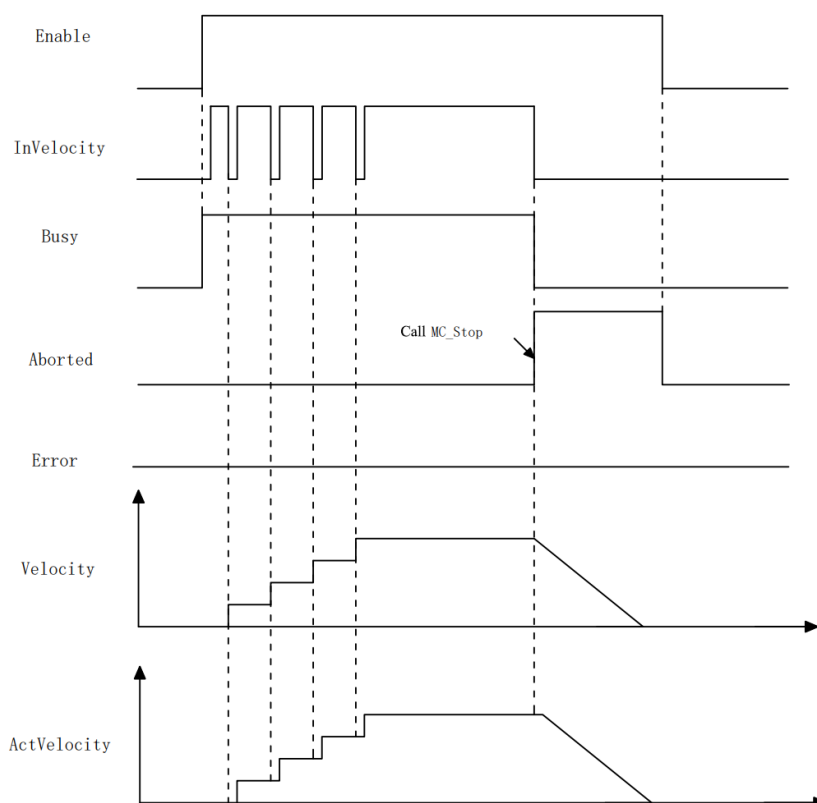 Enable
InVelocity
Busy
Call MC_Stop
Aborted
Error
Velocity
ActVelocity